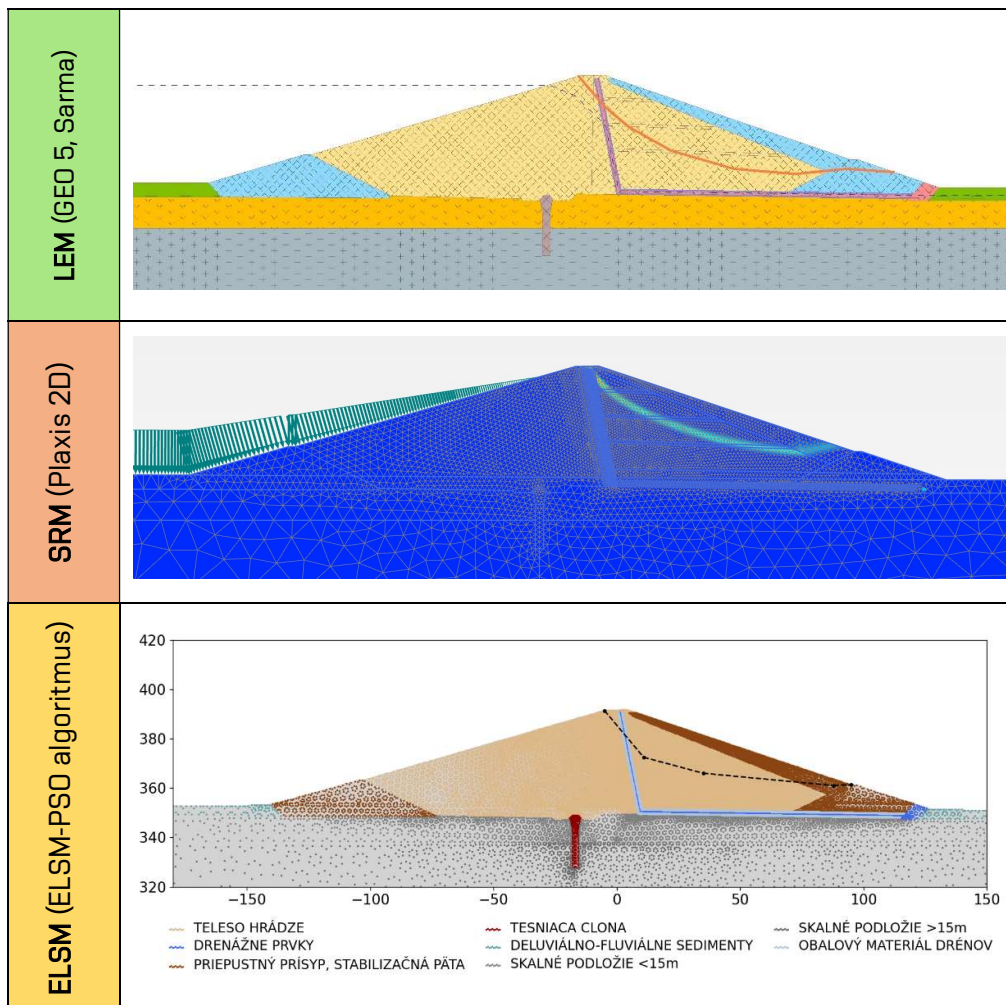 LEM (GEO 5, Sarma)
SRM (Plaxis 2D)
ELSM (ELSM-PSO algoritmus)
420
400
380
360
340
320
−150
−100
−50
0
50
100
150
TELESO HRÁDZE
DRENÁŽNE PRVKY
PRIEPUSTNÝ PRÍSYP, STABILIZAČNÁ PÄTA
TESNIACA CLONA
DELUVIÁLNO-FLUVIÁLNE SEDIMENTY
SKALNÉ PODLOŽIE <15m
SKALNÉ PODLOŽIE >15m
OBALOVÝ MATERIÁL DRÉNOV